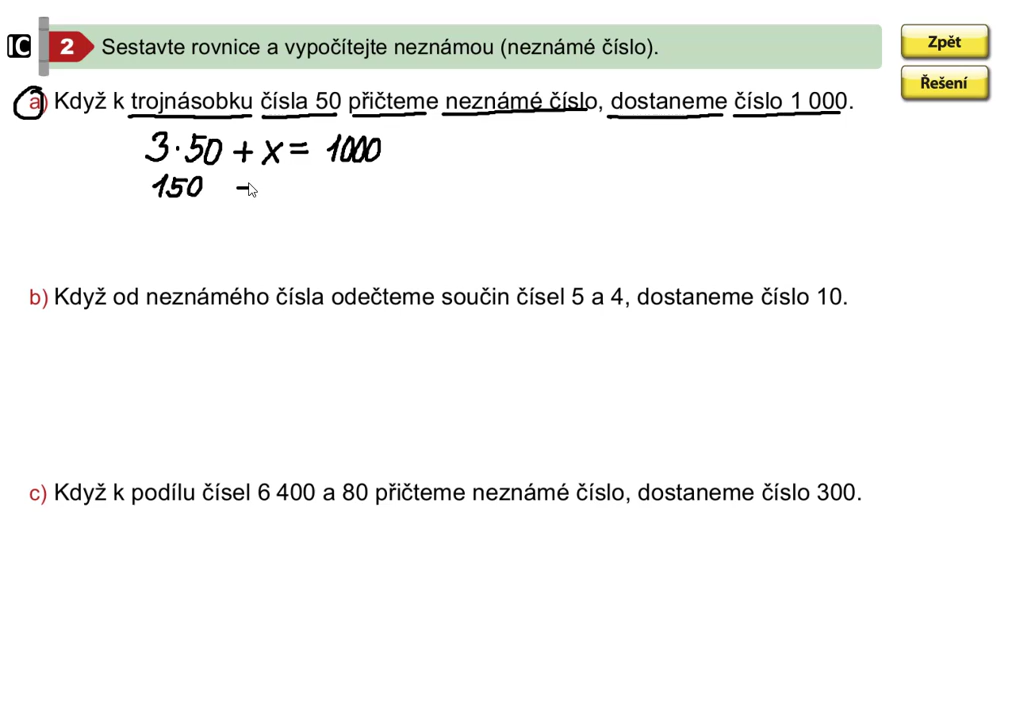 IC 2 Sestavte rovnice a vypočítejte neznámou (neznámé číslo).
Zpět
Řešení
a) Když k trojnásobku čísla 50 přičteme neznámé číslo, dostaneme číslo 1 000.
3·50 + x = 1000
150 -
b) Když od neznámého čísla odečteme součin čísel 5 a 4, dostaneme číslo 10.
c) Když k podílu čísel 6 400 a 80 přičteme neznámé číslo, dostaneme číslo 300.